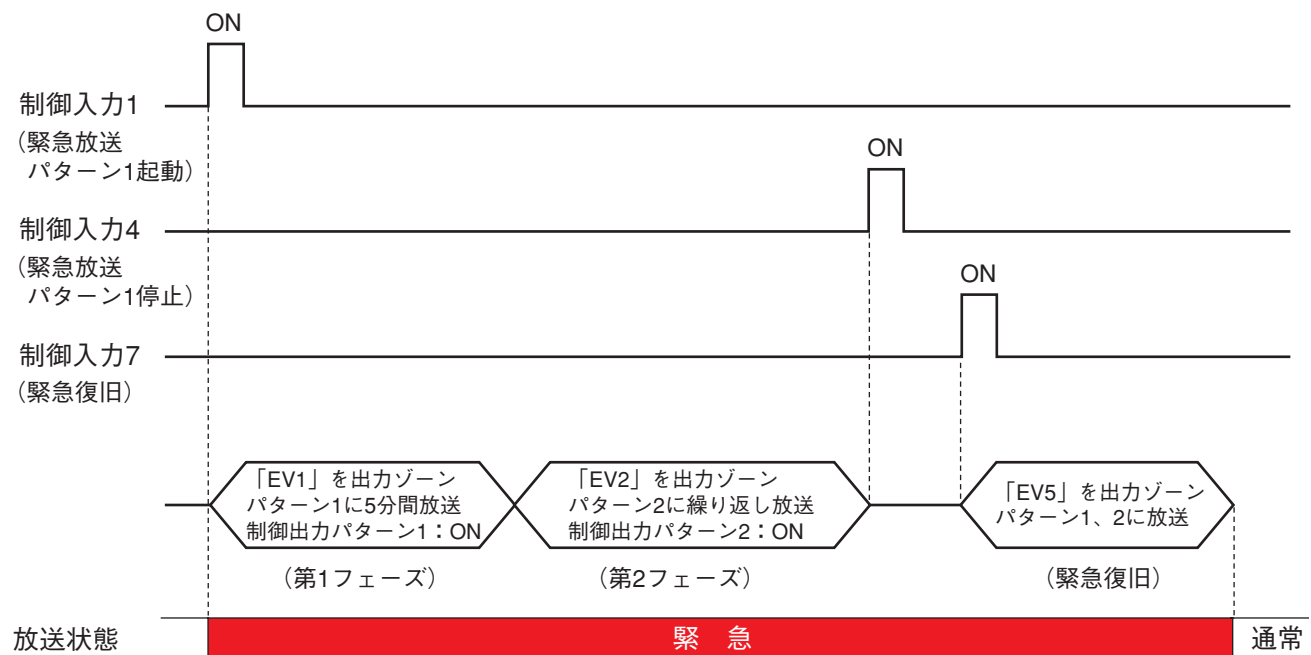 ON
制御入力1
（緊急放送
パターン1起動）
ON
制御入力4
（緊急放送
パターン1停止）
ON
制御入力7
（緊急復旧）
「EV1」を出力ゾーン
パターン1に5分間放送
制御出力パターン1：ON
「EV2」を出力ゾーン
パターン2に繰り返し放送
制御出力パターン2：ON
「EV5」を出力ゾーン
パターン1、2に放送
（第1フェーズ）
（第2フェーズ）
（緊急復旧）
放送状態
緊 急
通常